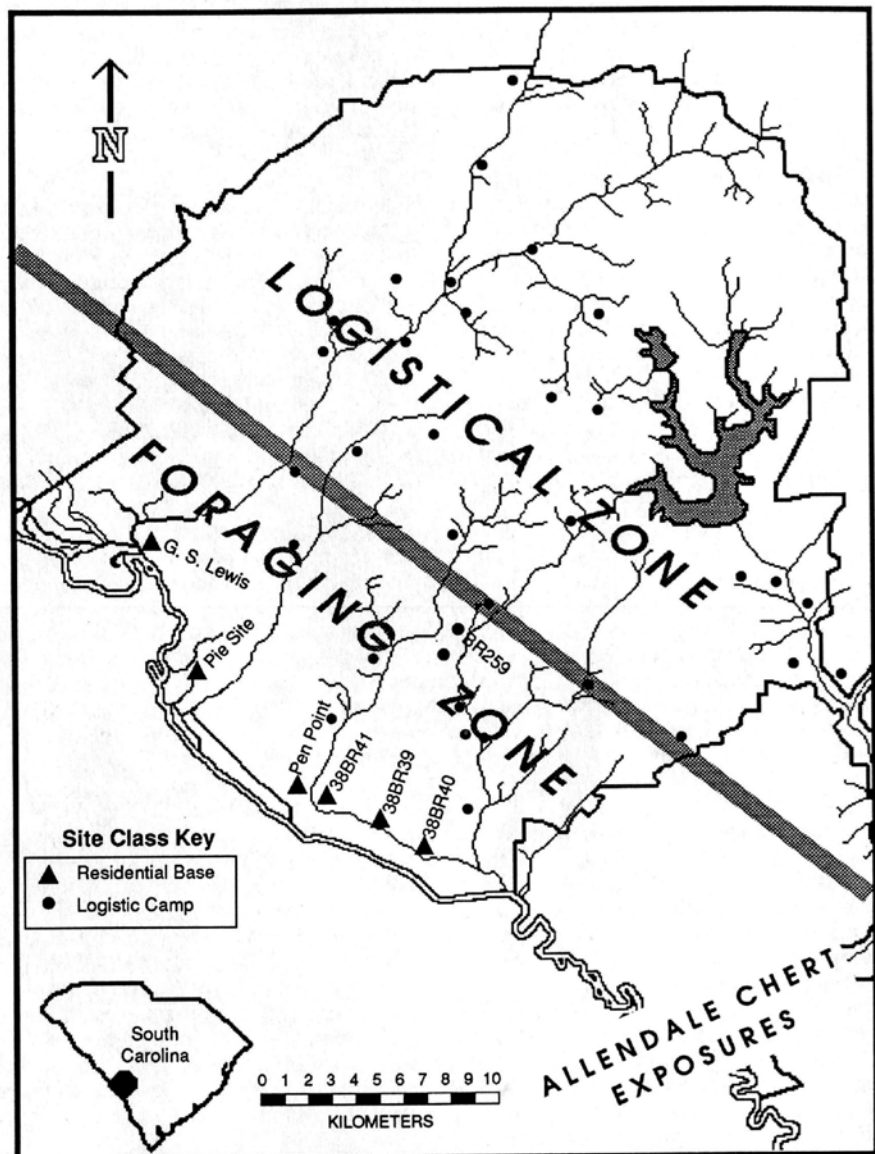 N
LOGISTICAL ZONE
FORAGING ZONE
G. S. Lewis
Pie Site
RR259
Pen Point
38BR41
38BR39
38BR40
Site Class Key
Residential Base
Logistic Camp
South
Carolina
0 1 2 3 4 5 6 7 8 9 10
KILOMETERS
ALLENDALE CHERT
EXPOSURES